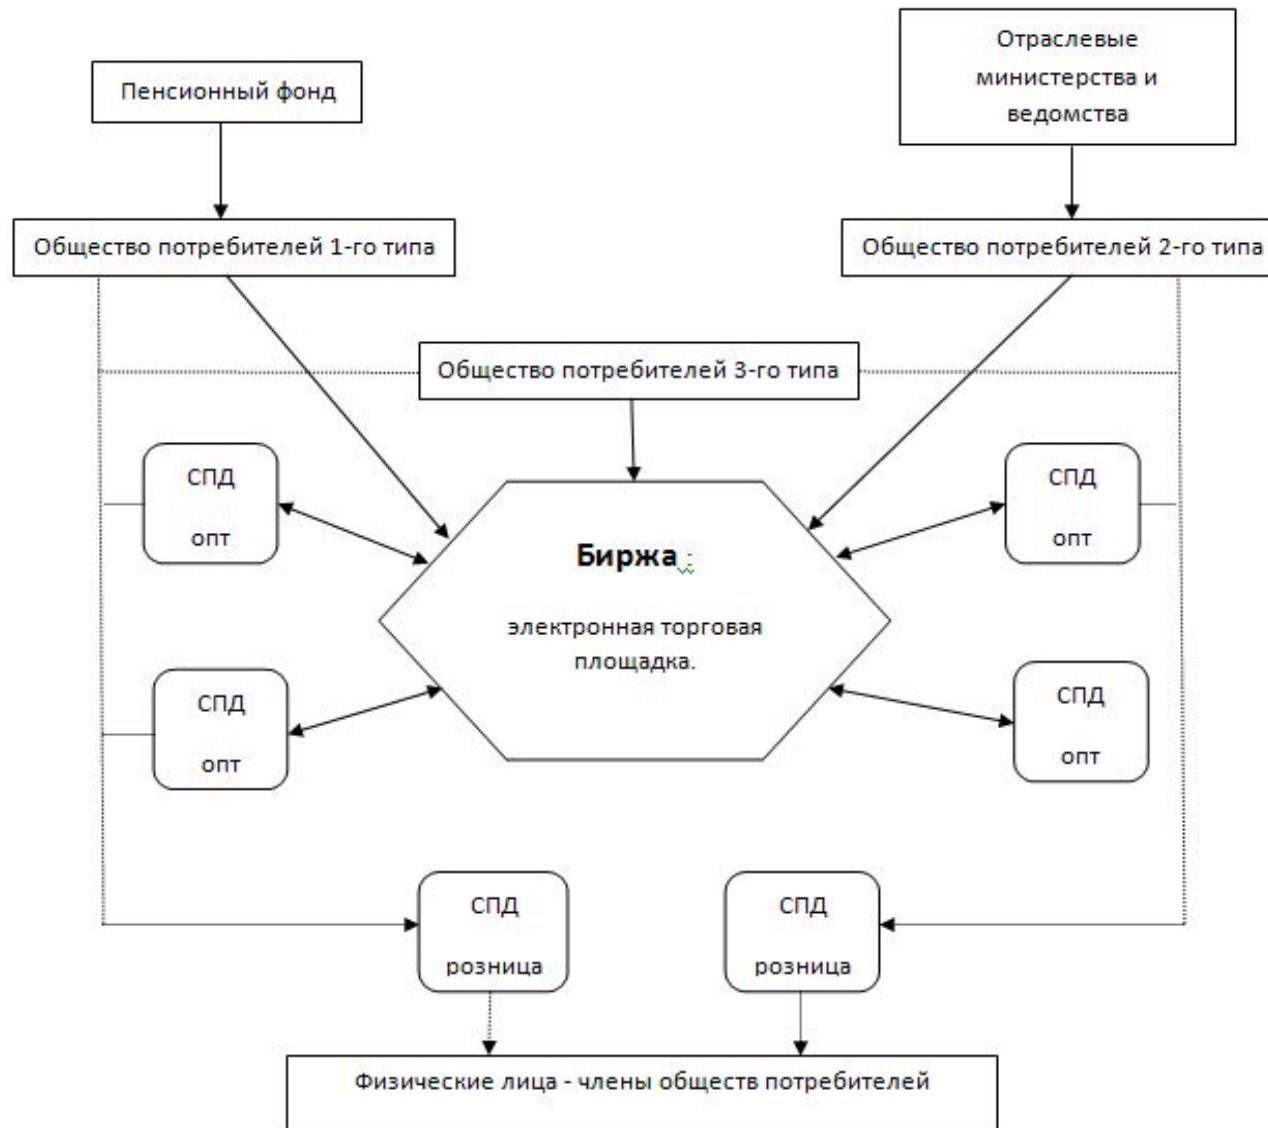 Отраслевые
министерства и
ведомства
Пенсионный фонд
Общество потребителей 1-го типа
Общество потребителей 2-го типа
Общество потребителей 3-го типа
СПД
опт
СПД
опт
Биржа :
электронная торговая
площадка.
СПД
опт
СПД
опт
СПД
розница
СПД
розница
Физические лица - члены обществ потребителей